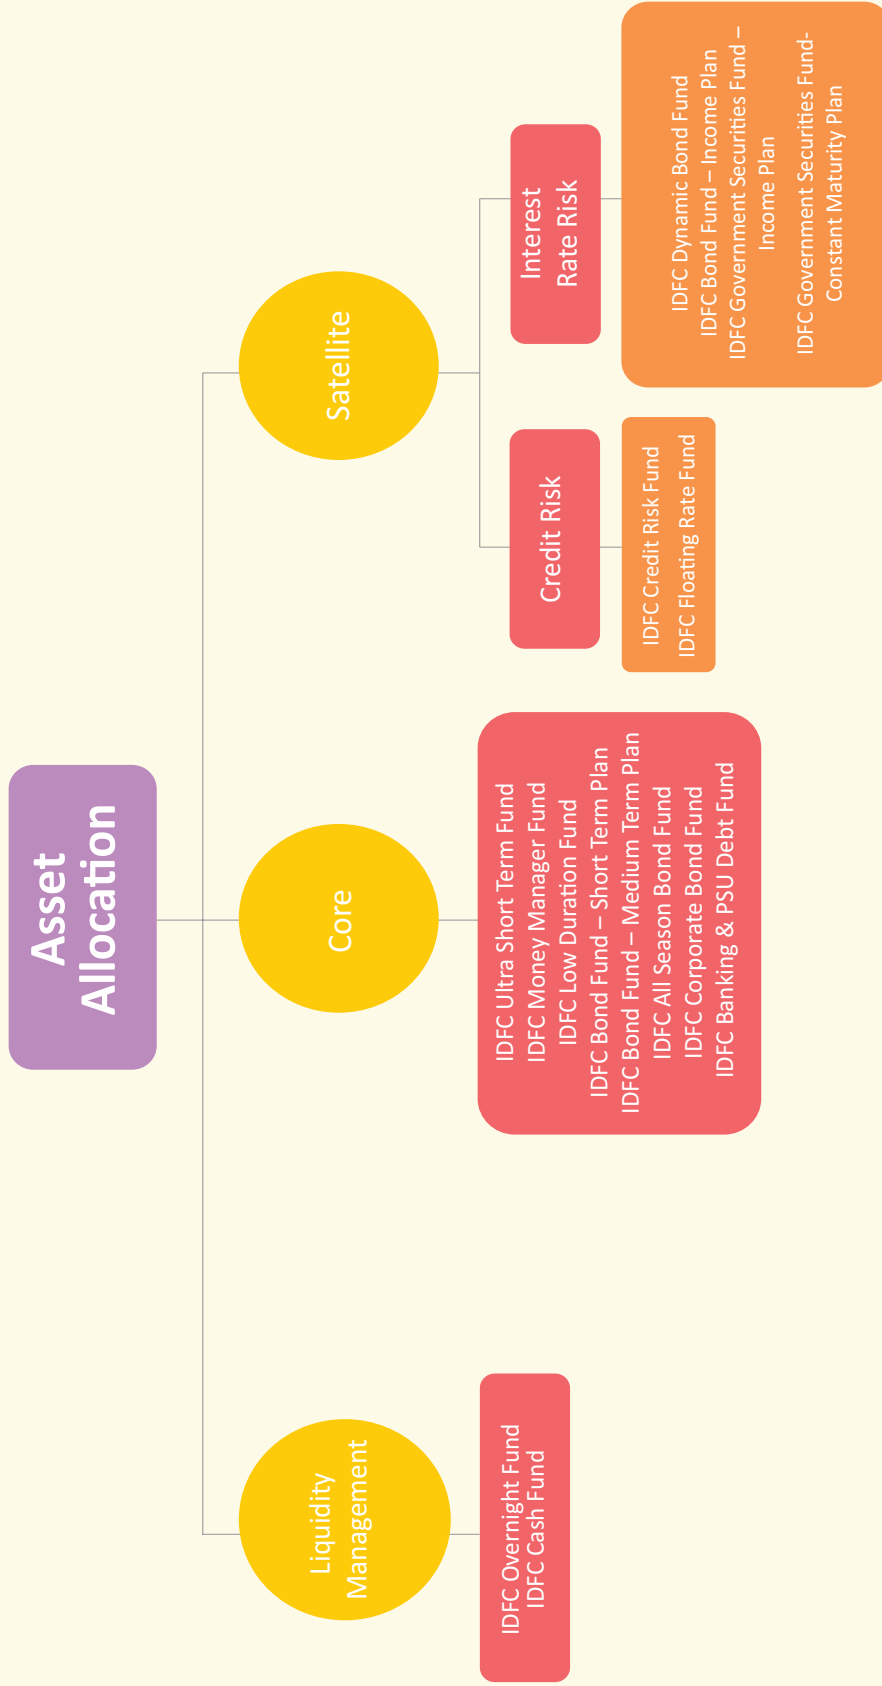 Asset
Allocation
Liquidity
Management
IDFC Overnight Fund
IDFC Cash Fund
Core
IDFC Ultra Short Term Fund
IDFC Money Manager Fund
IDFC Low Duration Fund
IDFC Bond Fund – Short Term Plan
IDFC Bond Fund – Medium Term Plan
IDFC All Season Bond Fund
IDFC Corporate Bond Fund
IDFC Banking & PSU Debt Fund
Satellite
Credit Risk
IDFC Credit Risk Fund
IDFC Floating Rate Fund
Interest
Rate Risk
IDFC Dynamic Bond Fund
IDFC Bond Fund – Income Plan
IDFC Government Securities Fund –
Income Plan
IDFC Government Securities Fund-
Constant Maturity Plan